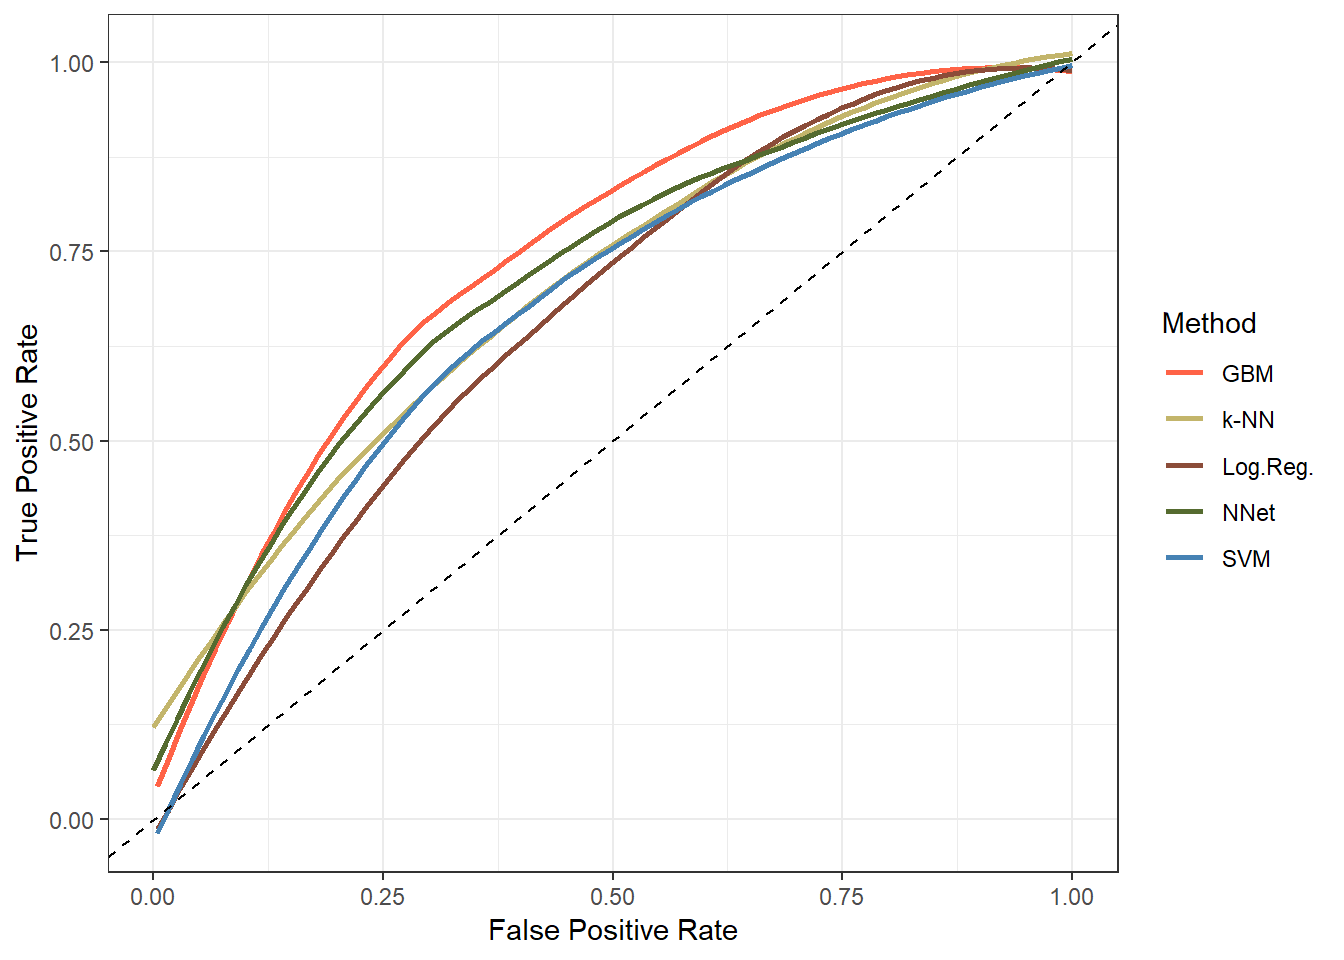 1.00
0.75
0.50
0.25
0.00
True Positive Rate
0.00 0.25 0.50 0.75 1.00
False Positive Rate
Method
GBM
k-NN
Log.Reg.
NNet
SVM